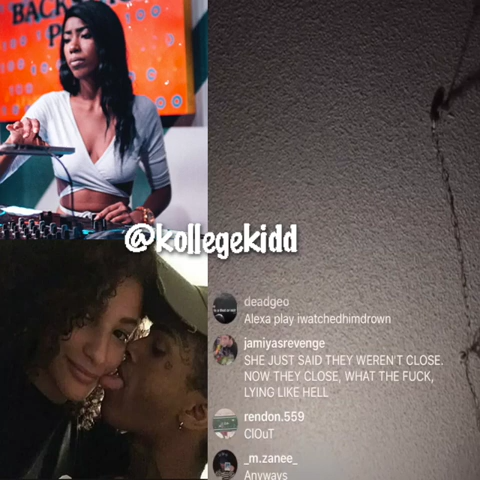 BACKS
P
@kollegekidd
deadgeo
Alexa play iwatchedhimdrown
jamiyasrevenge
SHE JUST SAID THEY WEREN'T CLOSE.
NOW THEY CLOSE, WHAT THE FUCK,
LYING LIKE HELL
rendon.559
ClOuT
_m.zanee_
Anyways